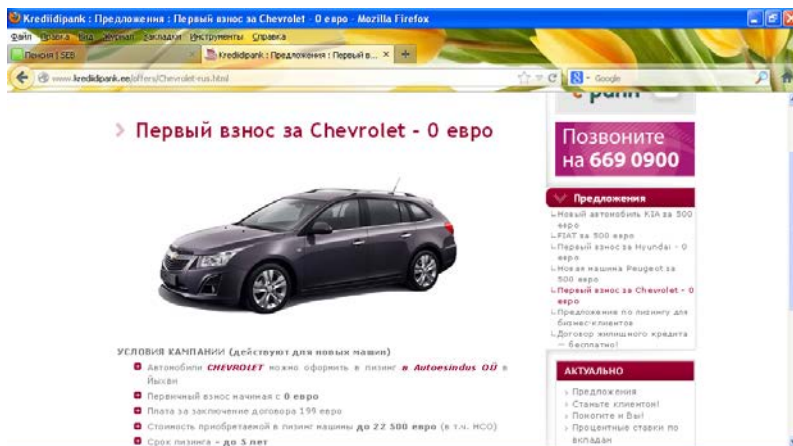 Krediidipank : Предложения : Первый взнос за Chevrolet - 0 евро - Mozilla Firefox
Файл Правка Вид Журнал Закладки Инструменты Справка
Пенсия | SEB
Krediidipank : Предложения : Первый в...
www.krediidipank.ee/offers/Chevrolet-rus.html
Google
Первый взнос за Chevrolet - 0 евро
Позвоните
на 669 0900
Предложения
Новый автомобиль KIA за 500
евро
FIAT за 500 евро
Первый взнос за Hyundai - 0
евро
Новая машина Peugeot за
500 евро
Первый взнос за Chevrolet - 0
евро
Предложения по лизингу для
бизнес-клиентов
Договор жилищного кредита
— бесплатно!
УСЛОВИЯ КАМПАНИИ (действуют для новых машин)
Автомобили CHEVROLET можно оформить в лизинг в Autoesindus OÜ в
Йыхви
Первичный взнос начиная с 0 евро
Плата за заключение договора 199 евро
Стоимость приобретаемой в лизинг машины до 22 500 евро (в т.ч. НСО)
Срок лизинга – до 5 лет
АКТУАЛЬНО
Предложения
Станьте клиентом!
Помогите и Вы!
Процентные ставки по
вкладам